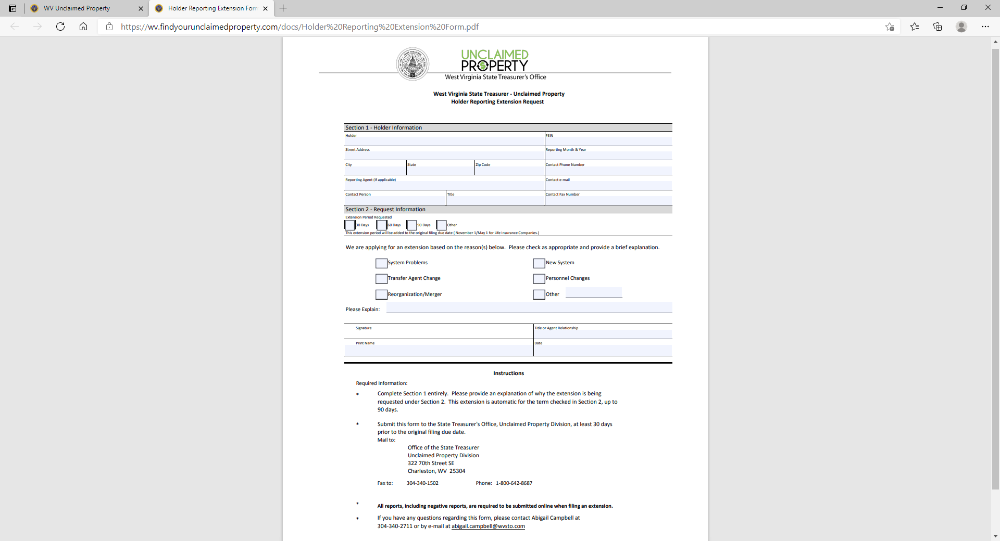 WV Unclaimed Property
Holder Reporting Extension Form
https://wv.findyourunclaimedproperty.com/docs/Holder%20Reporting%20Extension%20Form.pdf
UNCLAIMED
PROPERTY
West Virginia State Treasurer's Office
West Virginia State Treasurer - Unclaimed Property
Holder Reporting Extension Request
Section 1 - Holder Information
Holder
FEIN
Street Address
Reporting Month & Year
City
State
Zip Code
Contact Phone Number
Reporting Agent (If applicable)
Contact e-mail
Contact Person
Title
Contact Fax Number
Section 2 - Request Information
Extension Period Requested
30 Days
60 Days
90 Days
Other
This extension period will be added to the original filing due date ( November 1/May 1 for Life Insurance Companies.)
We are applying for an extension based on the reason(s) below.  Please check as appropriate and provide a brief explanation.
System Problems
New System
Transfer Agent Change
Personnel Changes
Reorganization/Merger
Other
Please Explain:
Signature
Title or Agent Relationship
Print Name
Date
Instructions
Required Information:
* Complete Section 1 entirely.  Please provide an explanation of why the extension is being
requested under Section 2.  This extension is automatic for the term checked in Section 2, up to
90 days.
* Submit this form to the State Treasurer's Office, Unclaimed Property Division, at least 30 days
prior to the original filing due date.
Mail to:
Office of the State Treasurer
Unclaimed Property Division
322 70th Street SE
Charleston, WV  25304
Fax to: 304-340-1502 Phone: 1-800-642-8687
* All reports, including negative reports, are required to be submitted online when filing an extension.
* If you have any questions regarding this form, please contact Abigail Campbell at
304-340-2711 or by e-mail at abigail.campbell@wvsto.com